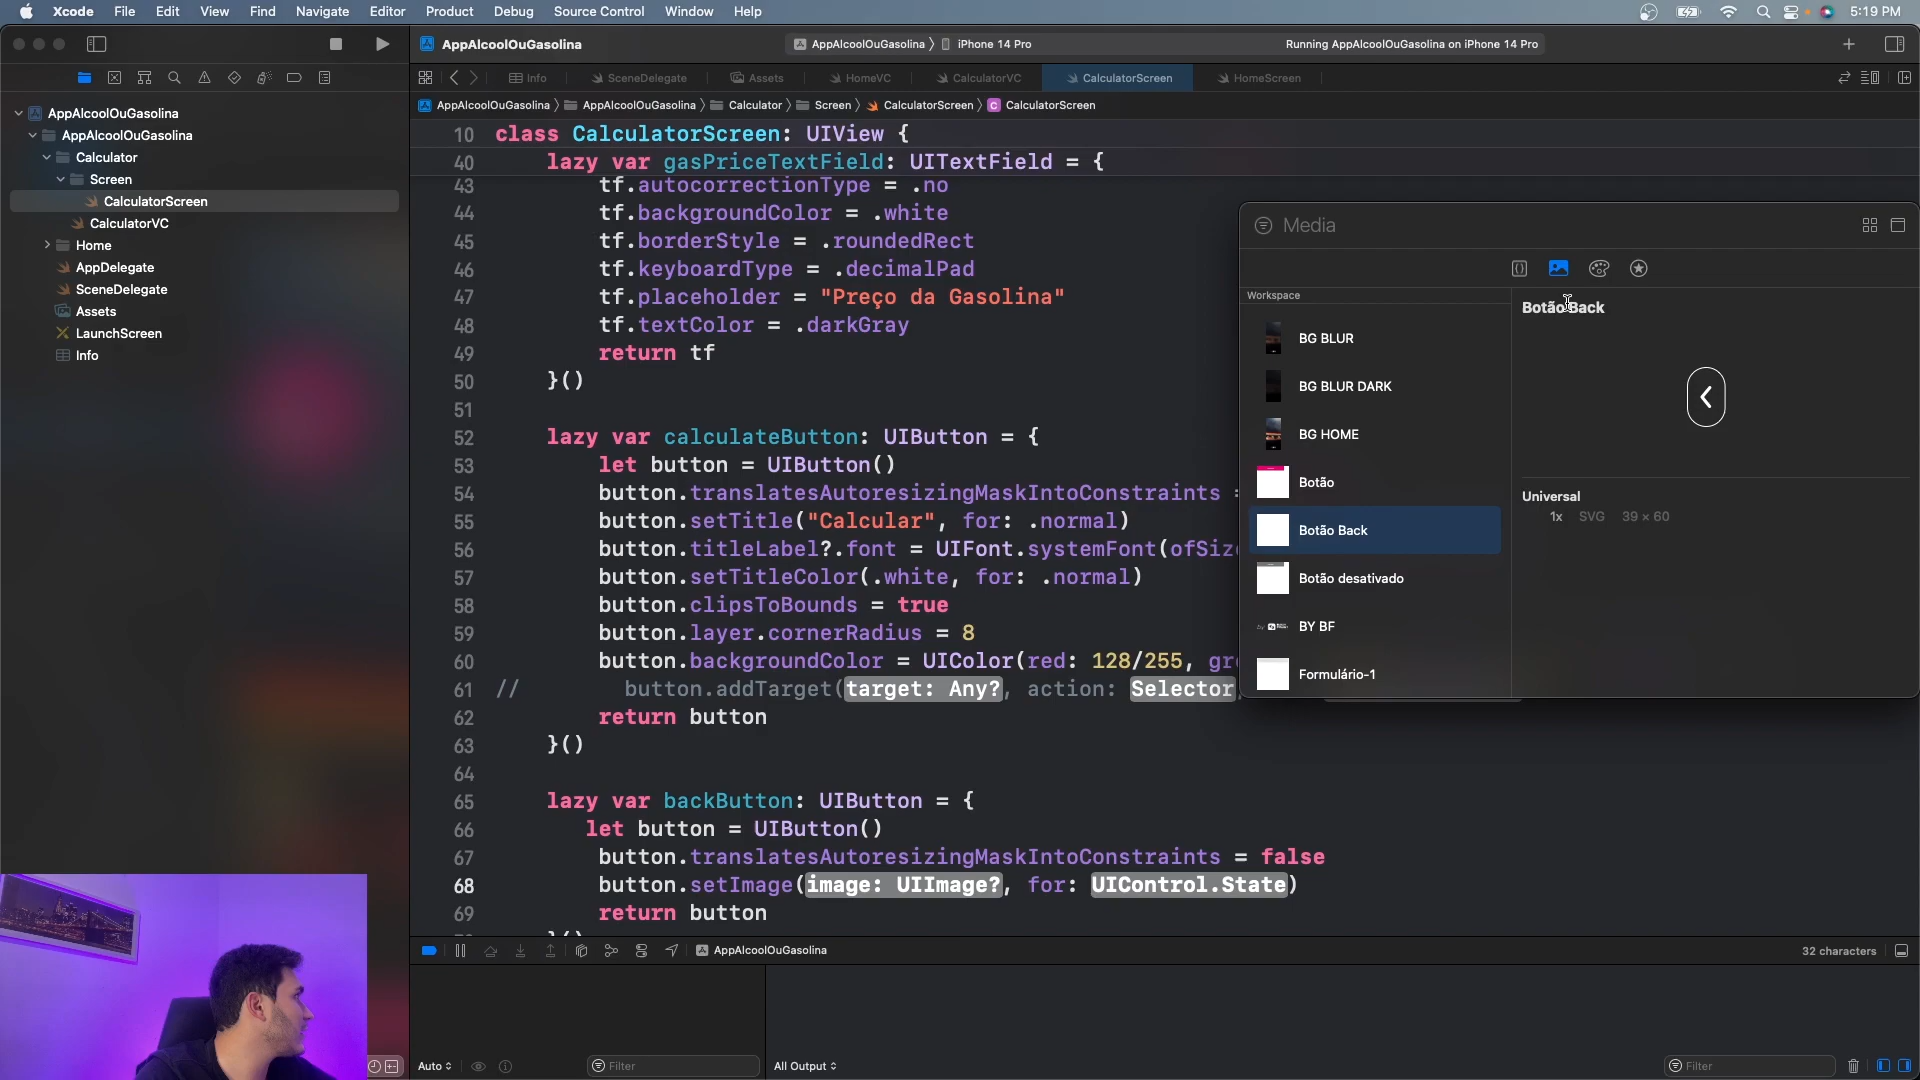 Xcode File Edit View Find Navigate Editor Product Debug Source Control Window Help 5:19 PM
AppAlcoolOuGasolina AppAlcoolOuGasolina iPhone 14 Pro Running AppAlcoolOuGasolina on iPhone 14 Pro
Info SceneDelegate Assets HomeVC CalculatorVC CalculatorScreen HomeScreen
AppAlcoolOuGasolina AppAlcoolOuGasolina Calculator Screen CalculatorScreen C CalculatorScreen
AppAlcoolOuGasolina
AppAlcoolOuGasolina
Calculator
Screen
CalculatorScreen
CalculatorVC
Home
AppDelegate
SceneDelegate
Assets
LaunchScreen
Info
10 class CalculatorScreen: UIView {
40 lazy var gasPriceTextField: UITextField = {
43 tf.autocorrectionType = .no
44 tf.backgroundColor = .white
45 tf.borderStyle = .roundedRect
46 tf.keyboardType = .decimalPad
47 tf.placeholder = "Preço da Gasolina"
48 tf.textColor = .darkGray
49 return tf
50 }()
51
52 lazy var calculateButton: UIButton = {
53 let button = UIButton()
54 button.translatesAutoresizingMaskIntoConstraints =
55 button.setTitle("Calcular", for: .normal)
56 button.titleLabel?.font = UIFont.systemFont(ofSize
57 button.setTitleColor(.white, for: .normal)
58 button.clipsToBounds = true
59 button.layer.cornerRadius = 8
60 button.backgroundColor = UIColor(red: 128/255, gre
61 // button.addTarget(target: Any?, action: Selector,
62 return button
63 }()
64
65 lazy var backButton: UIButton = {
66 let button = UIButton()
67 button.translatesAutoresizingMaskIntoConstraints = false
68 button.setImage(image: UIImage?, for: UIControl.State)
69 return button
}()
Media
Workspace
BG BLUR
BG BLUR DARK
BG HOME
Botão
Botão Back
Botão desativado
BY BF
Formulário-1
Botão Back
Universal
1x SVG 39 × 60
AppAlcoolOuGasolina 32 characters
Auto Filter All Output Filter